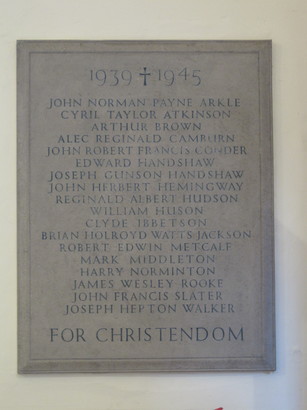 1939 ✝ 1945
JOHN NORMAN PAYNE ARKLE
CYRIL TAYLOR ATKINSON
ARTHUR BROWN
ALEC REGINALD CAMBURN
JOHN ROBERT FRANCIS CONDER
EDWARD HANDSHAW
JOSEPH GUNSON HANDSHAW
JOHN HERBERT HEMINGWAY
REGINALD ALBERT HUDSON
WILLIAM HUSON
CLYDE IBBETSON
BRIAN HOLROYD WATTS JACKSON
ROBERT EDWIN METCALF
MARK MIDDLETON
HARRY NORMINTON
JAMES WESLEY ROOKE
JOHN FRANCIS SLATER
JOSEPH HEPTON WALKER
FOR CHRISTENDOM